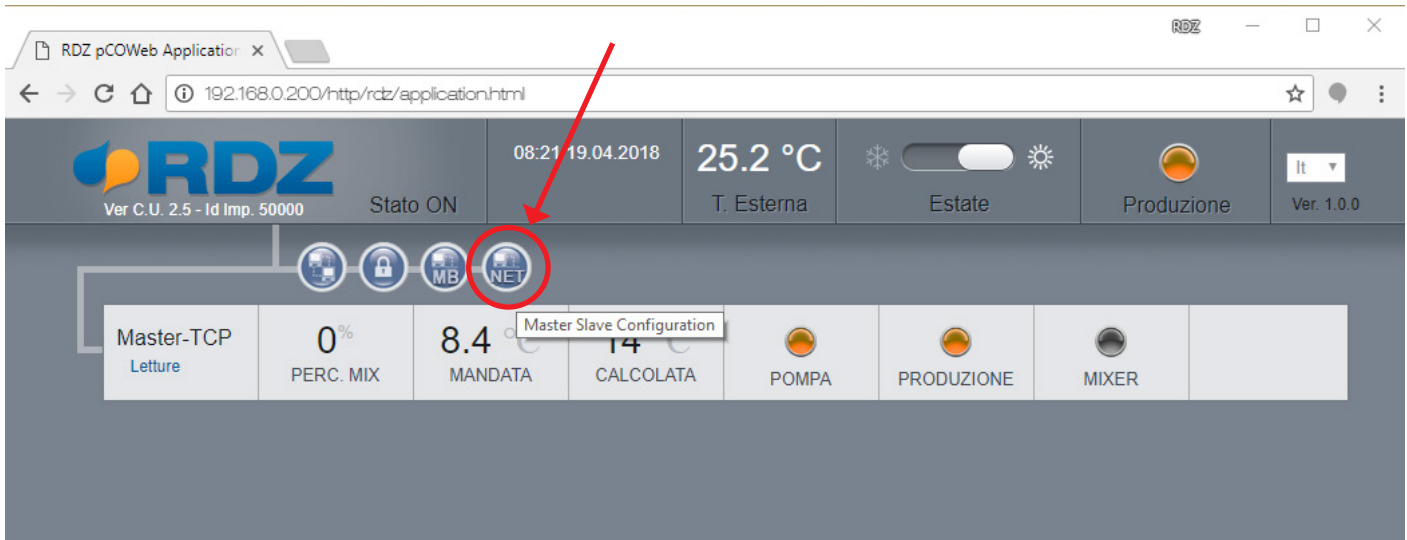 RDZ pCOWeb Application
RDZ
192.168.0.200/http/rdz/application.html
RDZ
Ver C.U. 2.5 - Id Imp. 50000
Stato ON
08:21 19.04.2018
25.2 °C
T. Esterna
Estate
Produzione
It
Ver. 1.0.0
MB
NET
Master Slave Configuration
Master-TCP
Letture
0%
PERC. MIX
8.4 °C
MANDATA
14 °C
CALCOLATA
POMPA
PRODUZIONE
MIXER